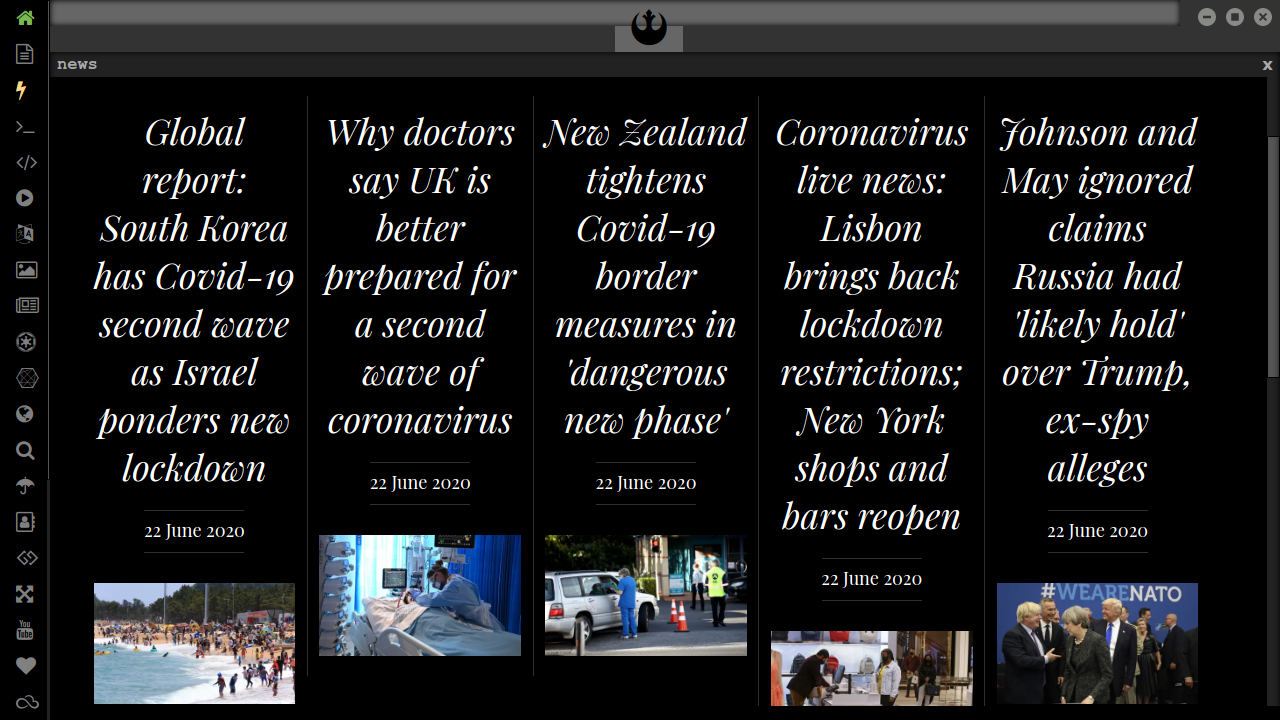 news
x
Global
report:
South Korea
has Covid-19
second wave
as Israel
ponders new
lockdown
22 June 2020
Why doctors
say UK is
better
prepared for
a second
wave of
coronavirus
22 June 2020
New Zealand
tightens
Covid-19
border
measures in
'dangerous
new phase'
22 June 2020
Coronavirus
live news:
Lisbon
brings back
lockdown
restrictions;
New York
shops and
bars reopen
22 June 2020
Johnson and
May ignored
claims
Russia had
'likely hold'
over Trump,
ex-spy
alleges
22 June 2020
#WEARENATO
You
Tube